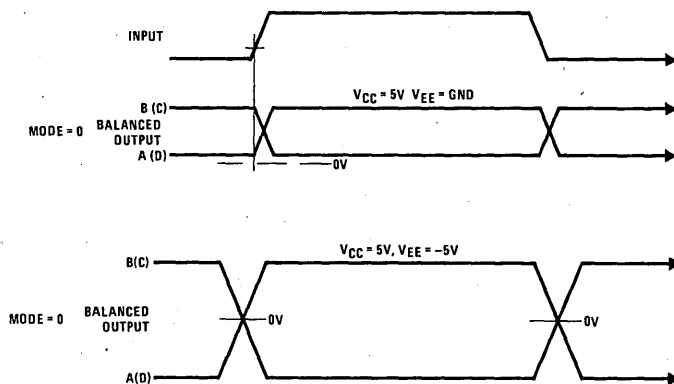 INPUT
B (C)
VCC = 5V VEE = GND
MODE = 0 BALANCED OUTPUT
A (D)
0V
B(C)
VCC = 5V, VEE = -5V
MODE = 0 BALANCED OUTPUT
0V
0V
A(D)